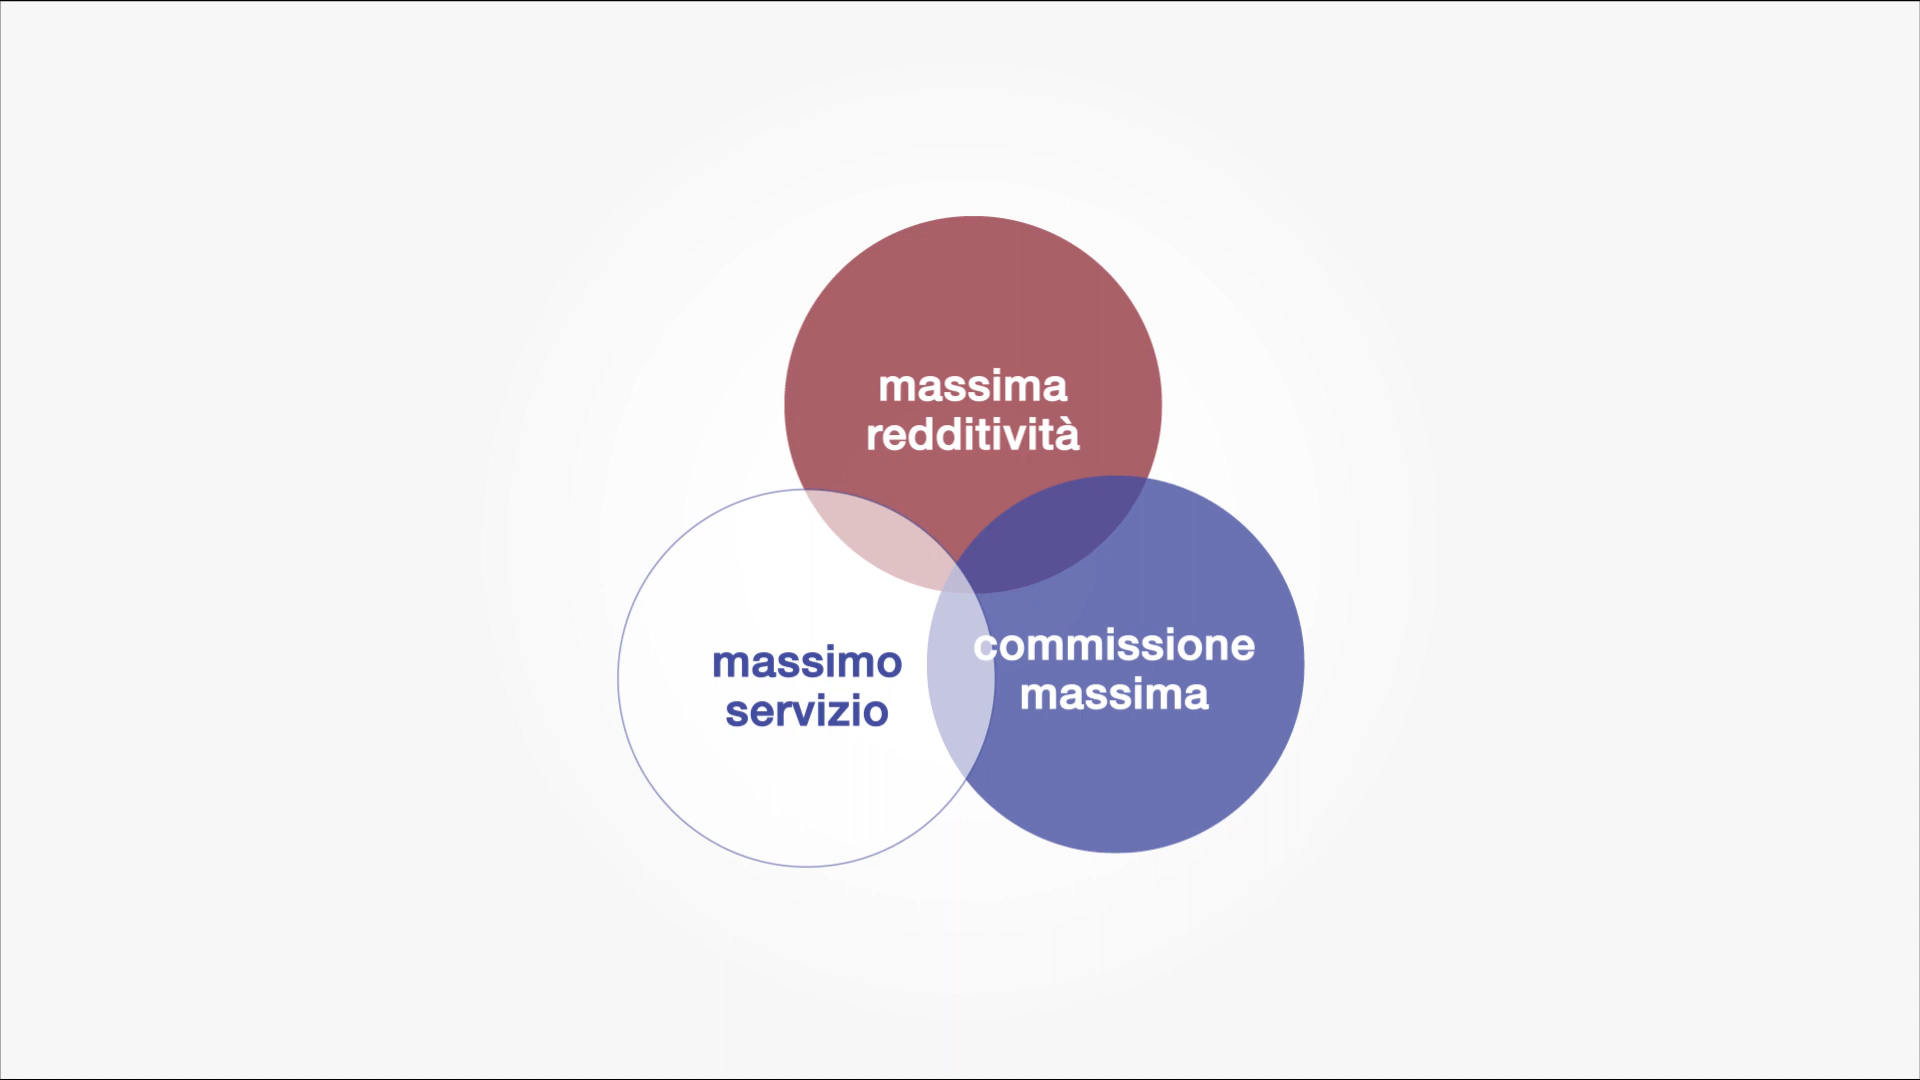 massima
redditività
massimo
servizio
commissione
massima